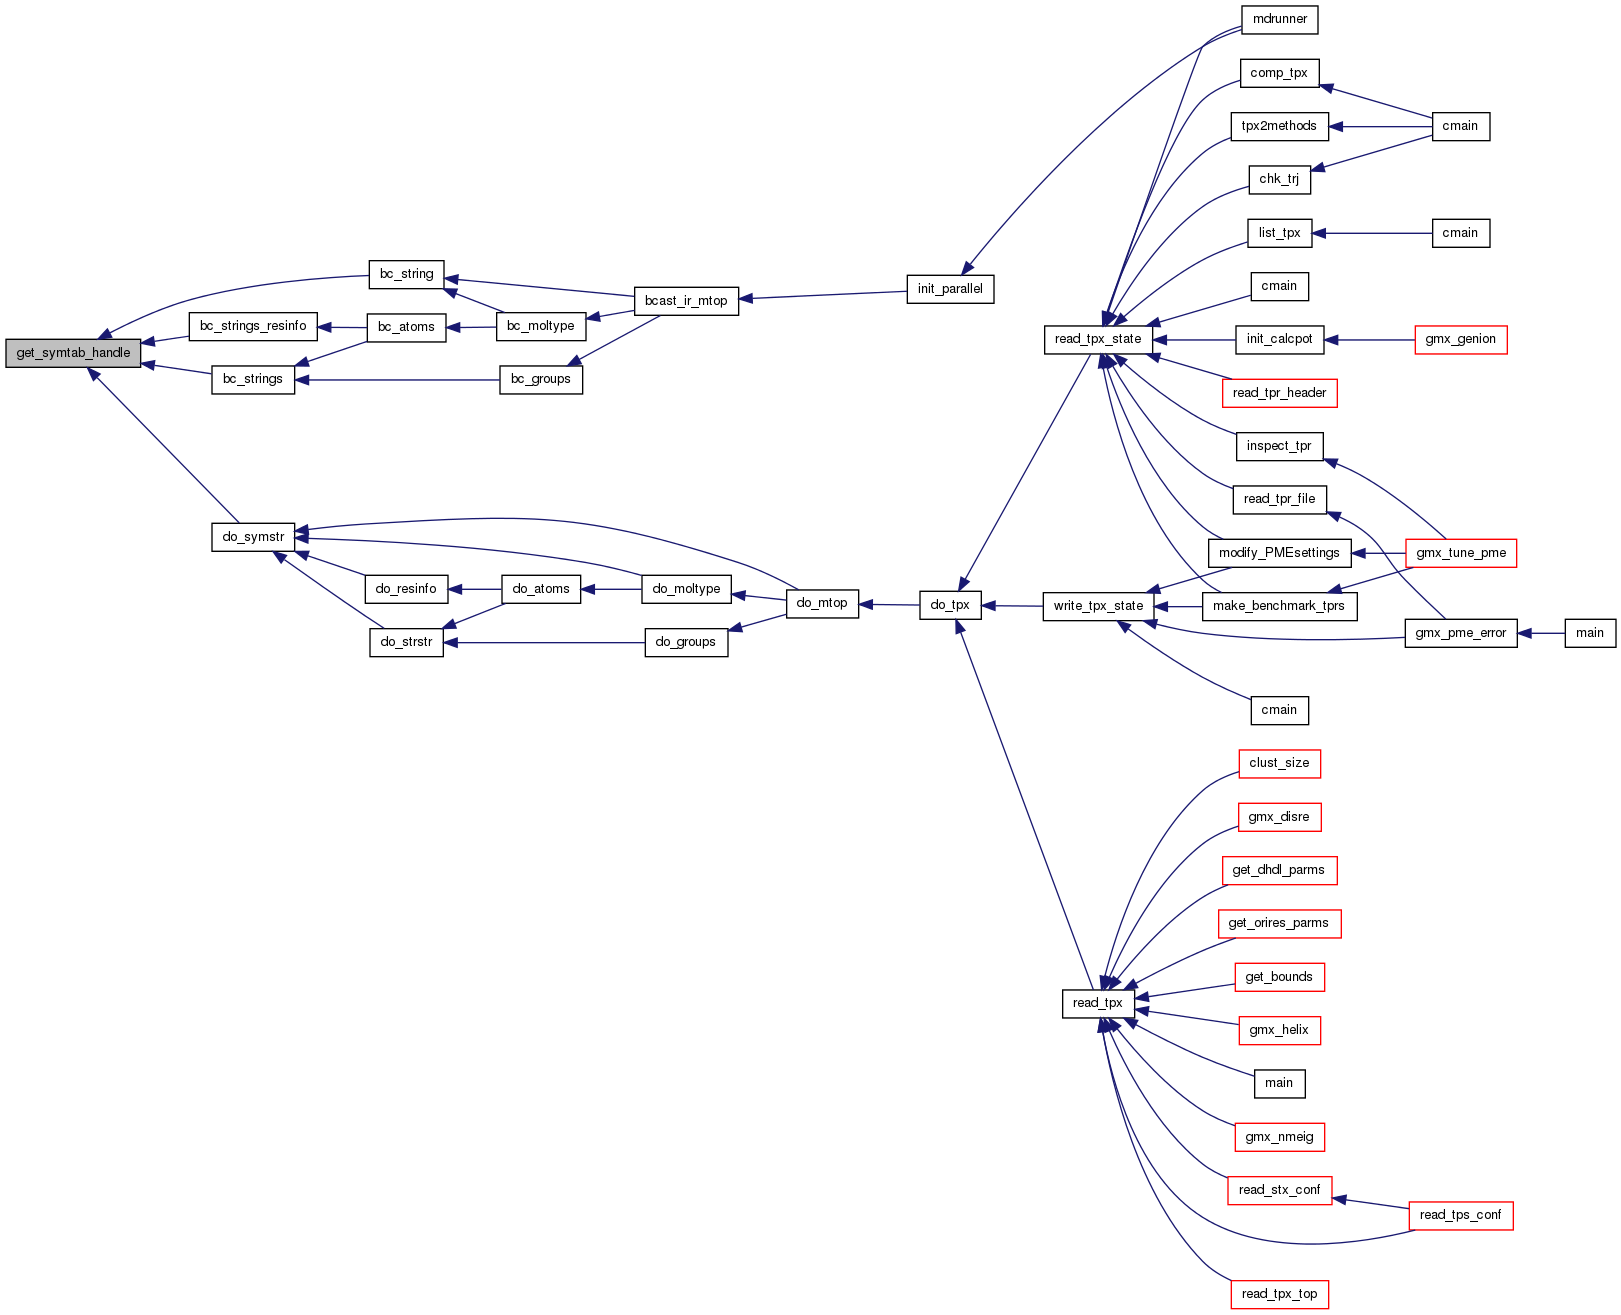 mdrunner
comp_tpx
tpx2methods
cmain
chk_trj
list_tpx
cmain
bc_string
cmain
init_parallel
bcast_ir_mtop
bc_strings_resinfo
bc_atoms
bc_moltype
read_tpx_state
init_calcpot
gmx_genion
get_symtab_handle
bc_strings
bc_groups
read_tpr_header
inspect_tpr
read_tpr_file
do_symstr
modify_PMEsettings
gmx_tune_pme
do_resinfo
do_atoms
do_moltype
do_mtop
do_tpx
write_tpx_state
make_benchmark_tprs
do_strstr
do_groups
gmx_pme_error
main
cmain
clust_size
gmx_disre
get_dhdl_parms
get_orires_parms
get_bounds
read_tpx
gmx_helix
main
gmx_nmeig
read_stx_conf
read_tps_conf
read_tpx_top